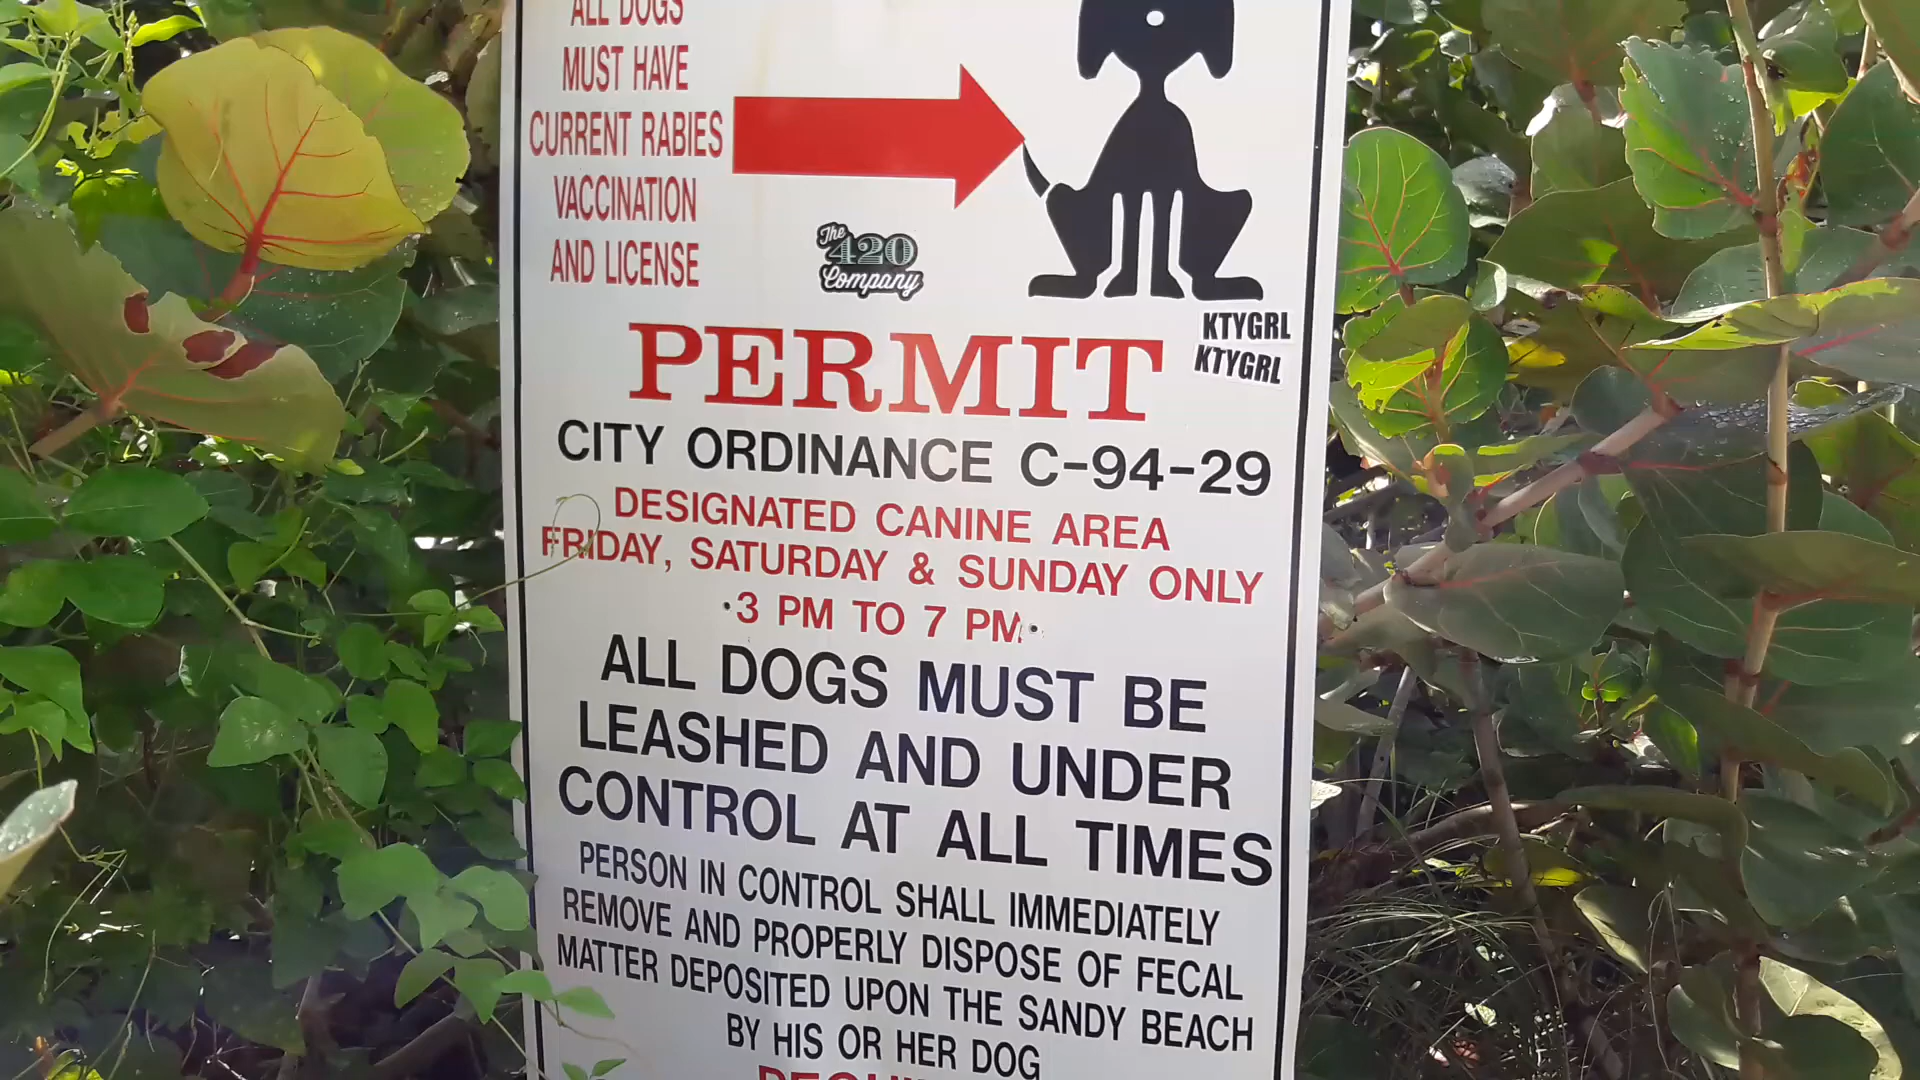 ALL DOGS
MUST HAVE
CURRENT RABIES
VACCINATION
AND LICENSE
The
420
Company
KTYGRL
KTYGRL
PERMIT
CITY ORDINANCE C-94-29
DESIGNATED CANINE AREA
FRIDAY, SATURDAY & SUNDAY ONLY
•3 PM TO 7 PM•
ALL DOGS MUST BE
LEASHED AND UNDER
CONTROL AT ALL TIMES
PERSON IN CONTROL SHALL IMMEDIATELY
REMOVE AND PROPERLY DISPOSE OF FECAL
MATTER DEPOSITED UPON THE SANDY BEACH
BY HIS OR HER DOG